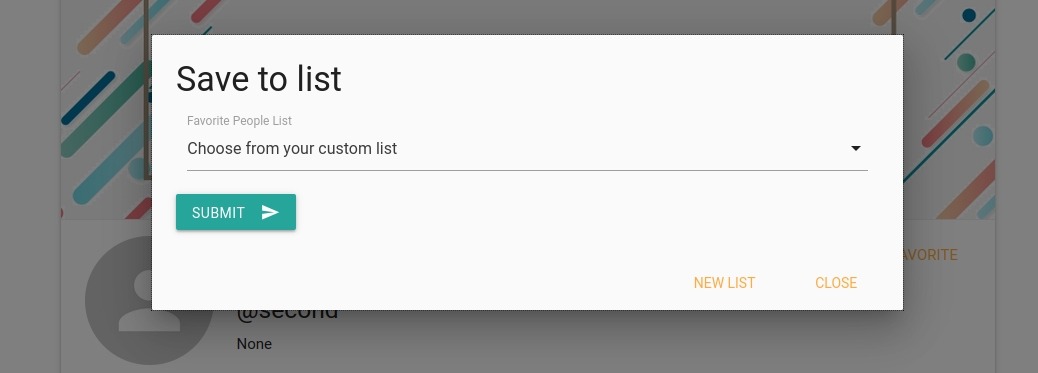 Save to list
Favorite People List
Choose from your custom list
SUBMIT
NEW LIST
CLOSE
AVORITE
@second
None